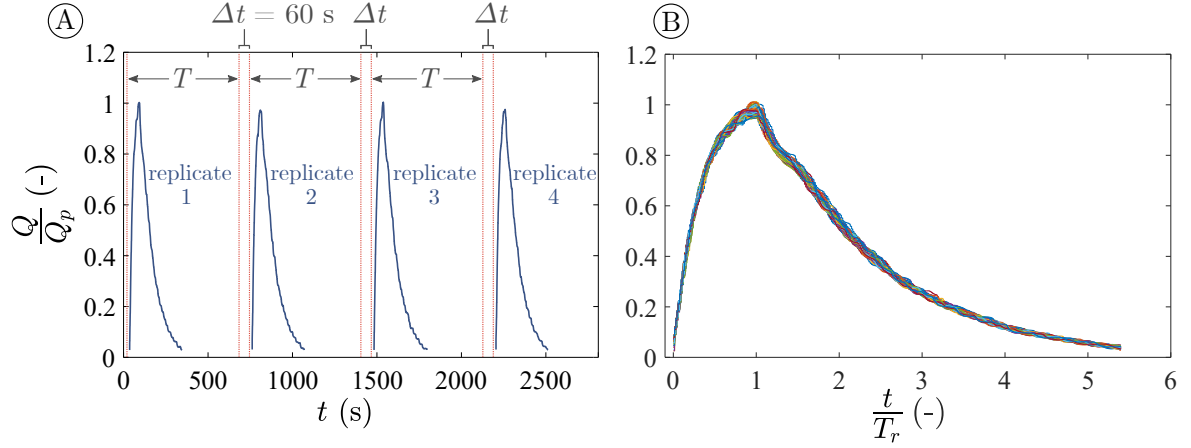 A
Δt = 60 s Δt Δt
1.2
1
0.8
0.6
0.4
0.2
0
T T T
replicate
1
replicate
2
replicate
3
replicate
4
Q
Q_p
(-)
0 500 1000 1500 2000 2500
t (s)
B
1.2
1
0.8
0.6
0.4
0.2
0
0 1 2 3 4 5 6
t
T_r
(-)